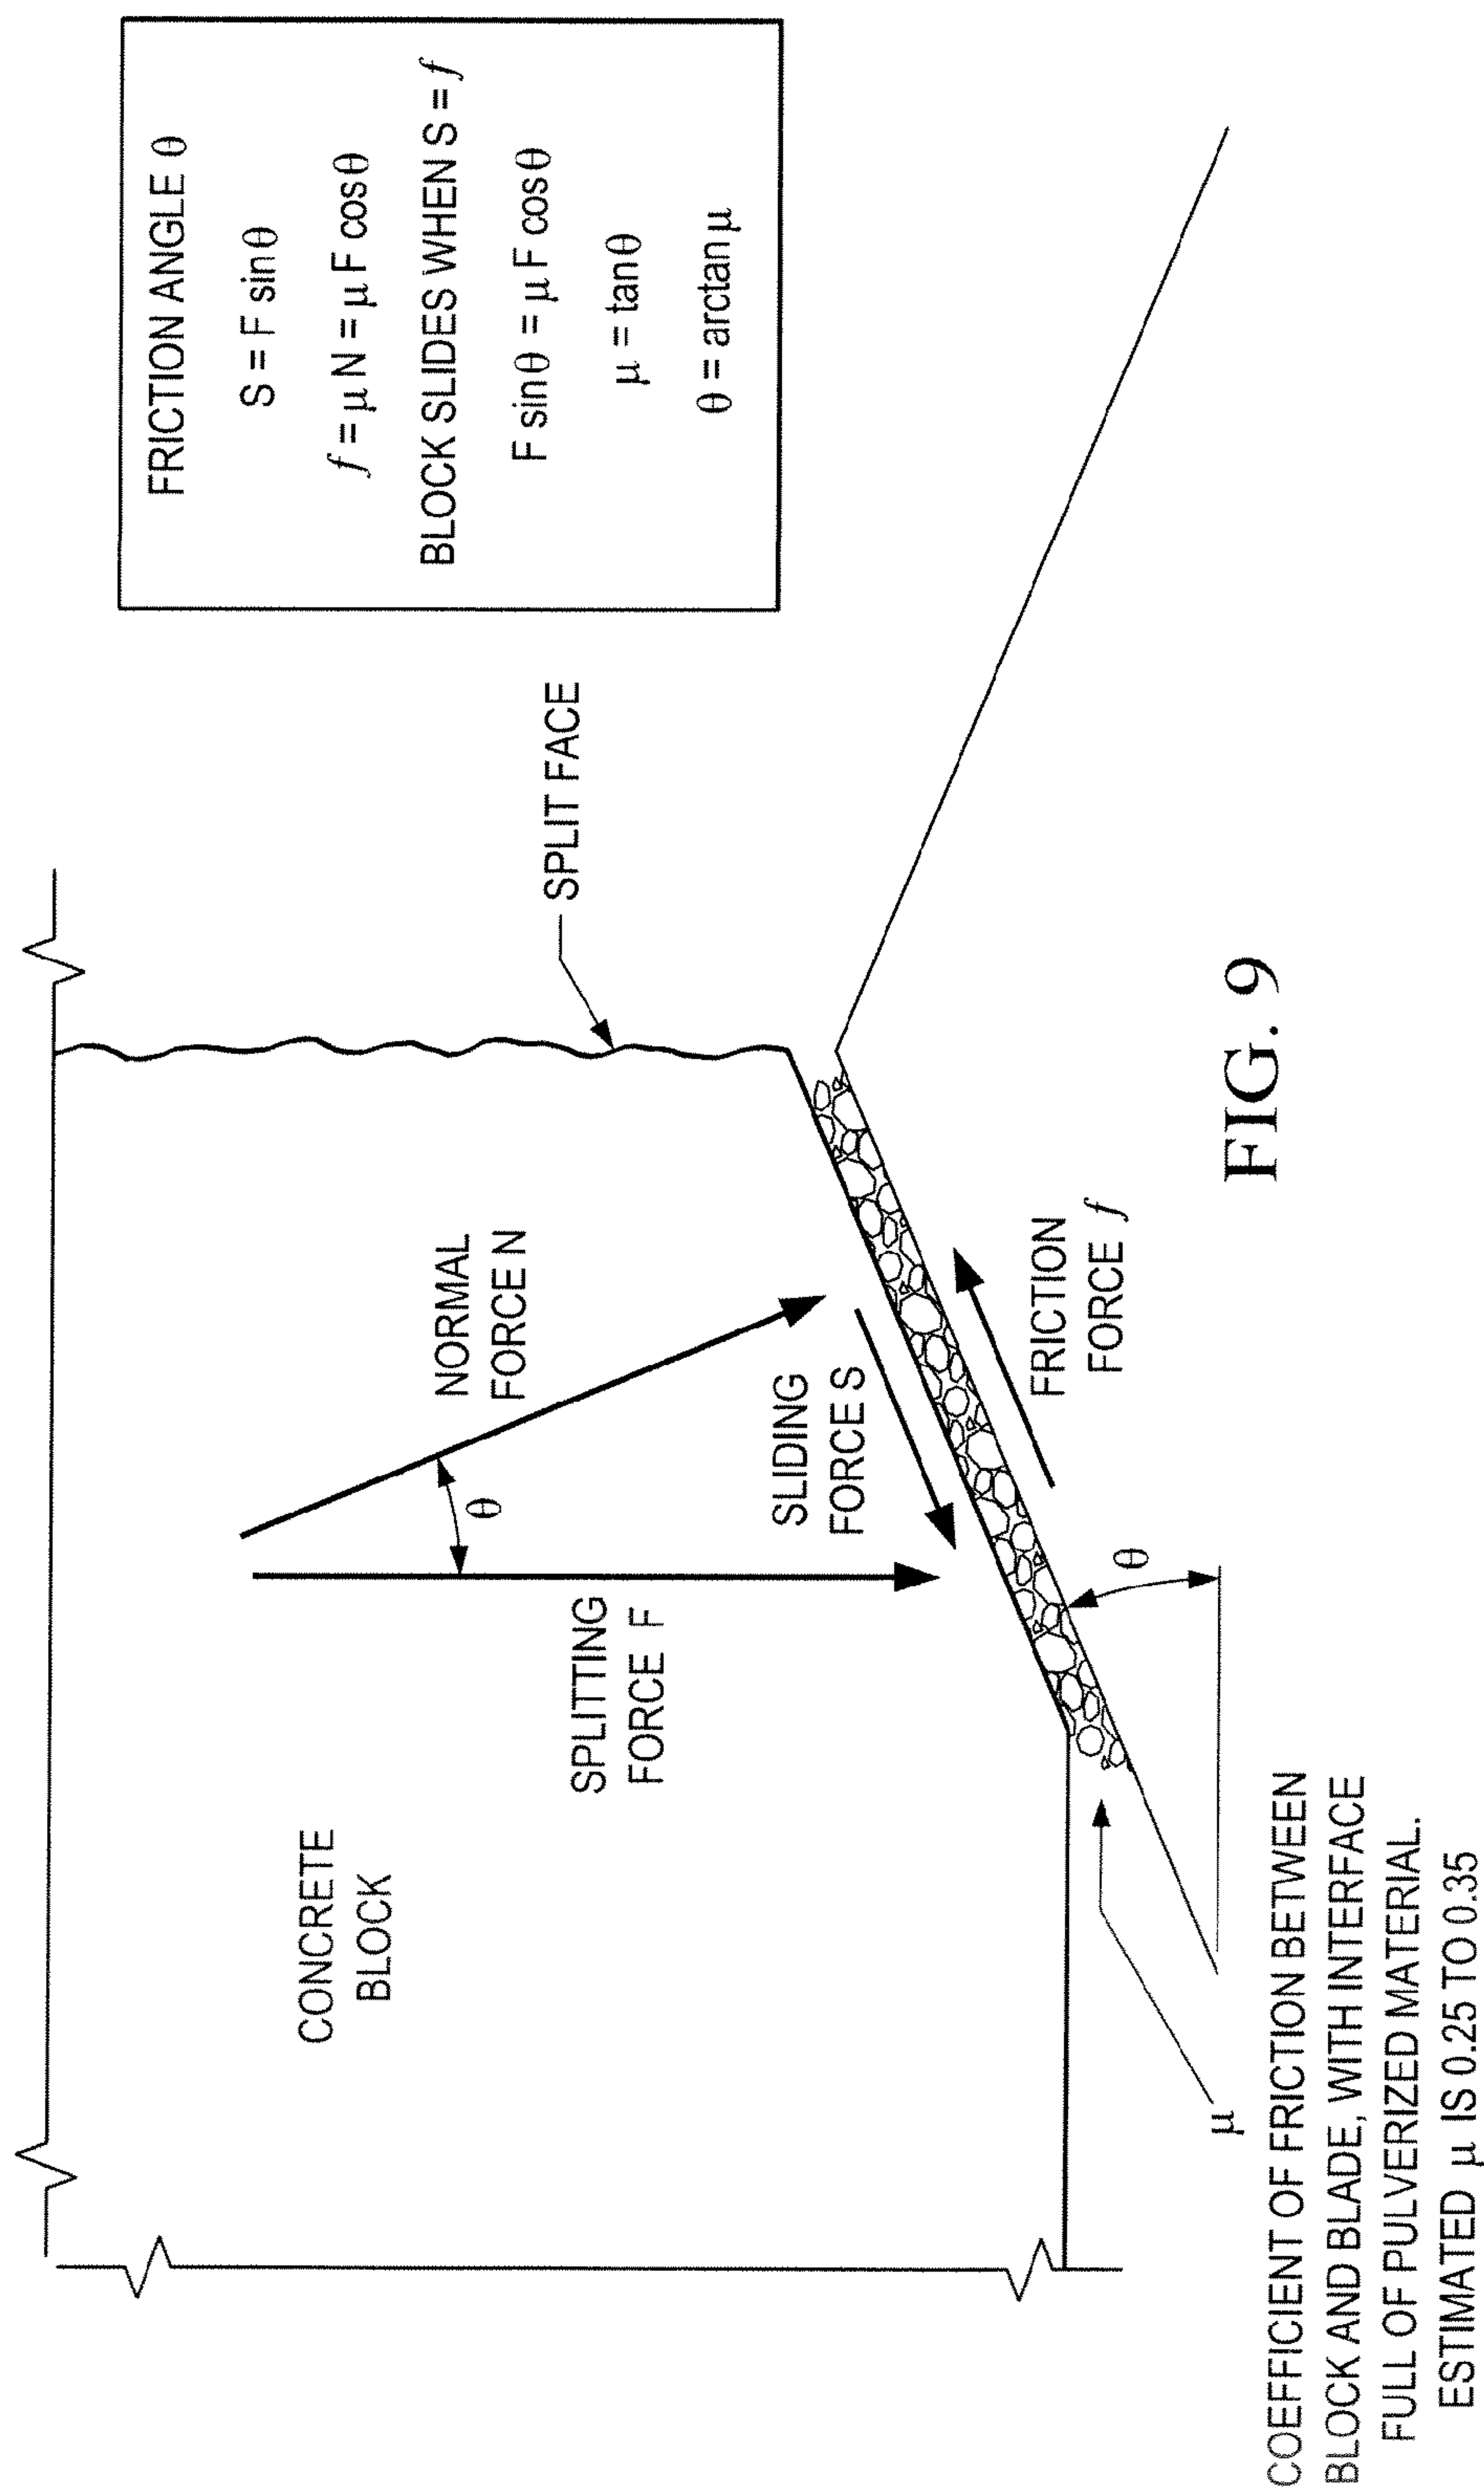 FRICTION ANGLE θ
S = F sinθ
f = μ N = μ F cosθ
BLOCK SLIDES WHEN S = f
F sinθ = μ F cosθ
μ = tanθ
θ = arctan μ
CONCRETE
BLOCK
SPLITTING
FORCE F
θ
NORMAL
FORCE N
SPLIT FACE
SLIDING
FORCE S
FRICTION
FORCE f
θ
μ
COEFFICIENT OF FRICTION BETWEEN
BLOCK AND BLADE, WITH INTERFACE
FULL OF PULVERIZED MATERIAL.
ESTIMATED μ IS 0.25 TO 0.35
FIG. 9